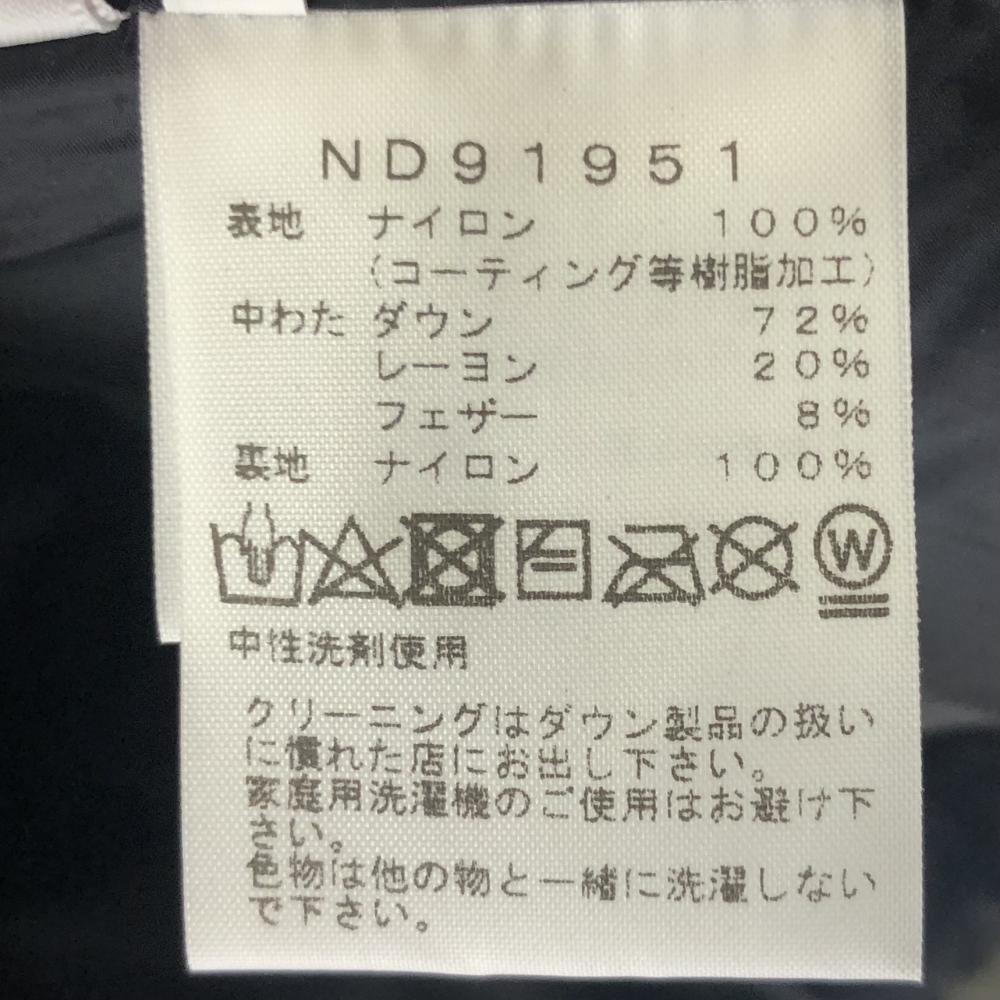 ND91951
表地 ナイロン 100%
(コーティング等樹脂加工)
中わた ダウン 72%
レーヨン 20%
フェザー 8%
裏地 ナイロン 100%
W
中性洗剤使用
クリーニングはダウン製品の扱い
に慣れた店にお出し下さい。
家庭用洗濯機のご使用はお避け下
さい。
色物は他の物と一緒に洗濯しない
で下さい。